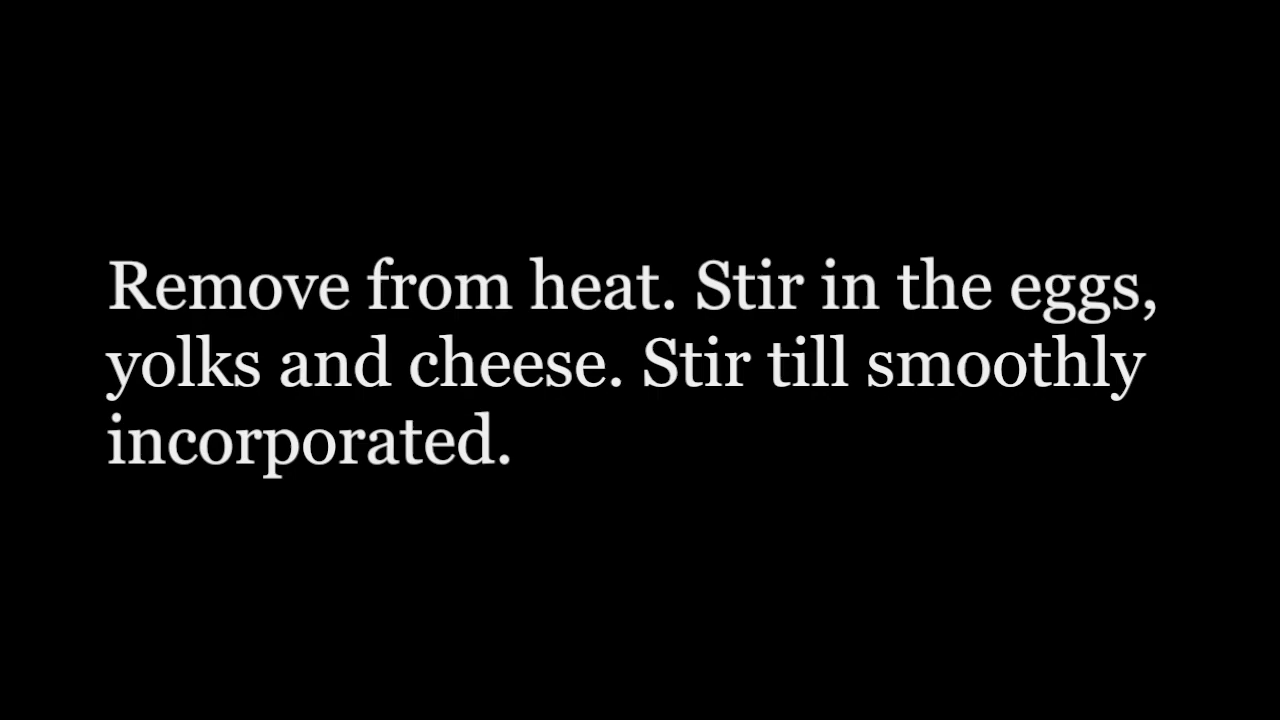 Remove from heat. Stir in the eggs,
yolks and cheese. Stir till smoothly
incorporated.